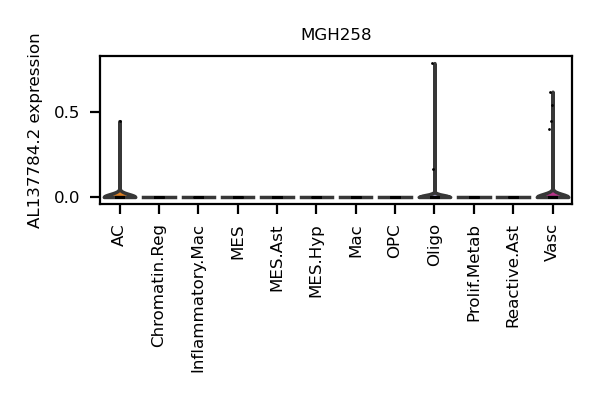 MGH258
AL137784.2 expression
0.5
0.0
AC
Chromatin.Reg
Inflammatory.Mac
MES
MES.Ast
MES.Hyp
Mac
OPC
Oligo
Prolif.Metab
Reactive.Ast
Vasc